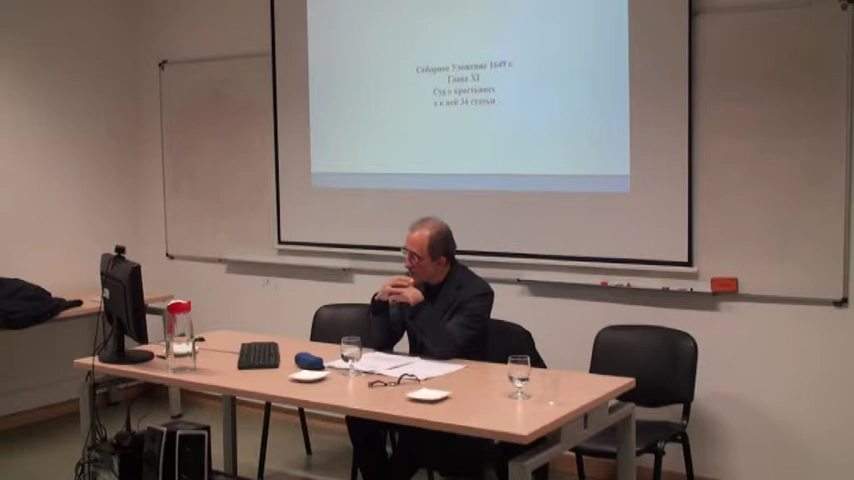 Соборное Уложение 1649 г.
Глава XI
Суд о крестьянех
а в ней 34 статьи